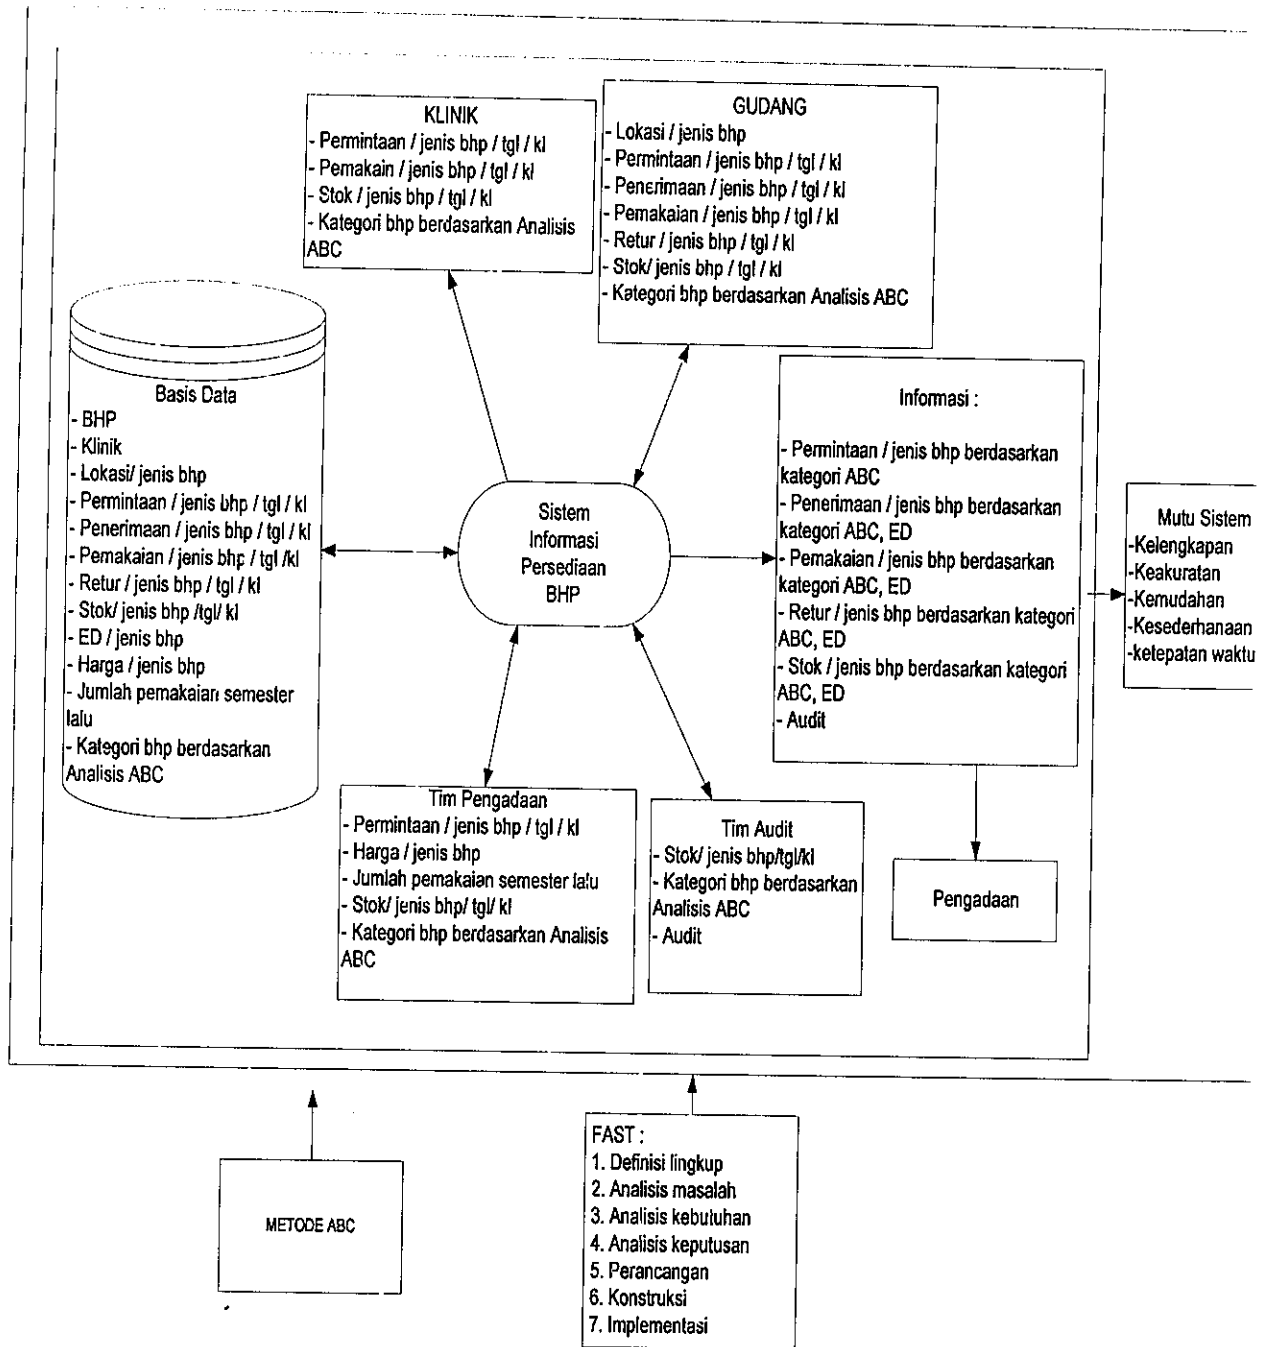 KLINIK
- Permintaan / jenis bhp / tgl / kl
- Pemakain / jenis bhp / tgl / kl
- Stok / jenis bhp / tgl / kl
- Kategori bhp berdasarkan Analisis
ABC
GUDANG
- Lokasi / jenis bhp
- Permintaan / jenis bhp / tgl / kl
- Penerimaan / jenis bhp / tgl / kl
- Pemakaian / jenis bhp / tgl / kl
- Retur / jenis bhp / tgl / kl
- Stok/ jenis bhp / tgl / kl
- Kategori bhp berdasarkan Analisis ABC
Basis Data
- BHP
- Klinik
- Lokasi/ jenis bhp
- Permintaan / jenis bhp / tgl / kl
- Penerimaan / jenis bhp / tgl / kl
- Pemakaian / jenis bhp / tgl /kl
- Retur / jenis bhp / tgl / kl
- Stok/ jenis bhp /tgl/ kl
- ED / jenis bhp
- Harga / jenis bhp
- Jumlah pemakaian semester
lalu
- Kategori bhp berdasarkan
Analisis ABC
Sistem
Informasi
Persediaan
BHP
Informasi :
- Permintaan / jenis bhp berdasarkan
kategori ABC
- Penerimaan / jenis bhp berdasarkan
kategori ABC, ED
- Pemakaian / jenis bhp berdasarkan
kategori ABC, ED
- Retur / jenis bhp berdasarkan kategori
ABC, ED
- Stok / jenis bhp berdasarkan kategori
ABC, ED
- Audit
Mutu Sistem
-Kelengkapan
-Keakuratan
-Kemudahan
-Kesederhanaan
-ketepatan waktu
Tim Pengadaan
- Permintaan / jenis bhp / tgl / kl
- Harga / jenis bhp
- Jumlah pemakaian semester lalu
- Stok/ jenis bhp/ tgl/ kl
- Kategori bhp berdasarkan Analisis
ABC
Tim Audit
- Stok/ jenis bhp/tgl/kl
- Kategori bhp berdasarkan
Analisis ABC
- Audit
Pengadaan
METODE ABC
FAST :
1. Definisi lingkup
2. Analisis masalah
3. Analisis kebutuhan
4. Analisis keputusan
5. Perancangan
6. Konstruksi
7. Implementasi